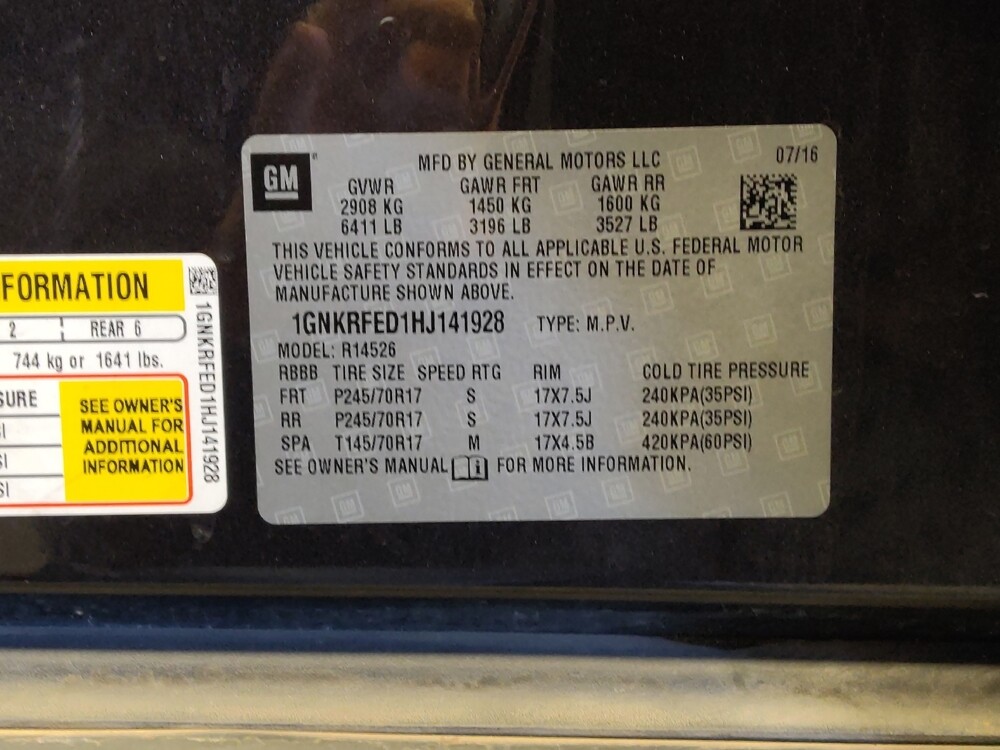 FORMATION
2 REAR 6
744 kg or 1641 lbs.
SURE
SI
SI
SI
SEE OWNER'S
MANUAL FOR
ADDITIONAL
INFORMATION
1GNKRFED1HJ141928
GM
MFD BY GENERAL MOTORS LLC 07/16
GVWR GAWR FRT GAWR RR
2908 KG 1450 KG 1600 KG
6411 LB 3196 LB 3527 LB
THIS VEHICLE CONFORMS TO ALL APPLICABLE U.S. FEDERAL MOTOR
VEHICLE SAFETY STANDARDS IN EFFECT ON THE DATE OF
MANUFACTURE SHOWN ABOVE.
1GNKRFED1HJ141928 TYPE: M.P.V.
MODEL: R14526
RBBB TIRE SIZE SPEED RTG RIM COLD TIRE PRESSURE
FRT P245/70R17 S 17X7.5J 240KPA(35PSI)
RR P245/70R17 S 17X7.5J 240KPA(35PSI)
SPA T145/70R17 M 17X4.5B 420KPA(60PSI)
SEE OWNER'S MANUAL FOR MORE INFORMATION.